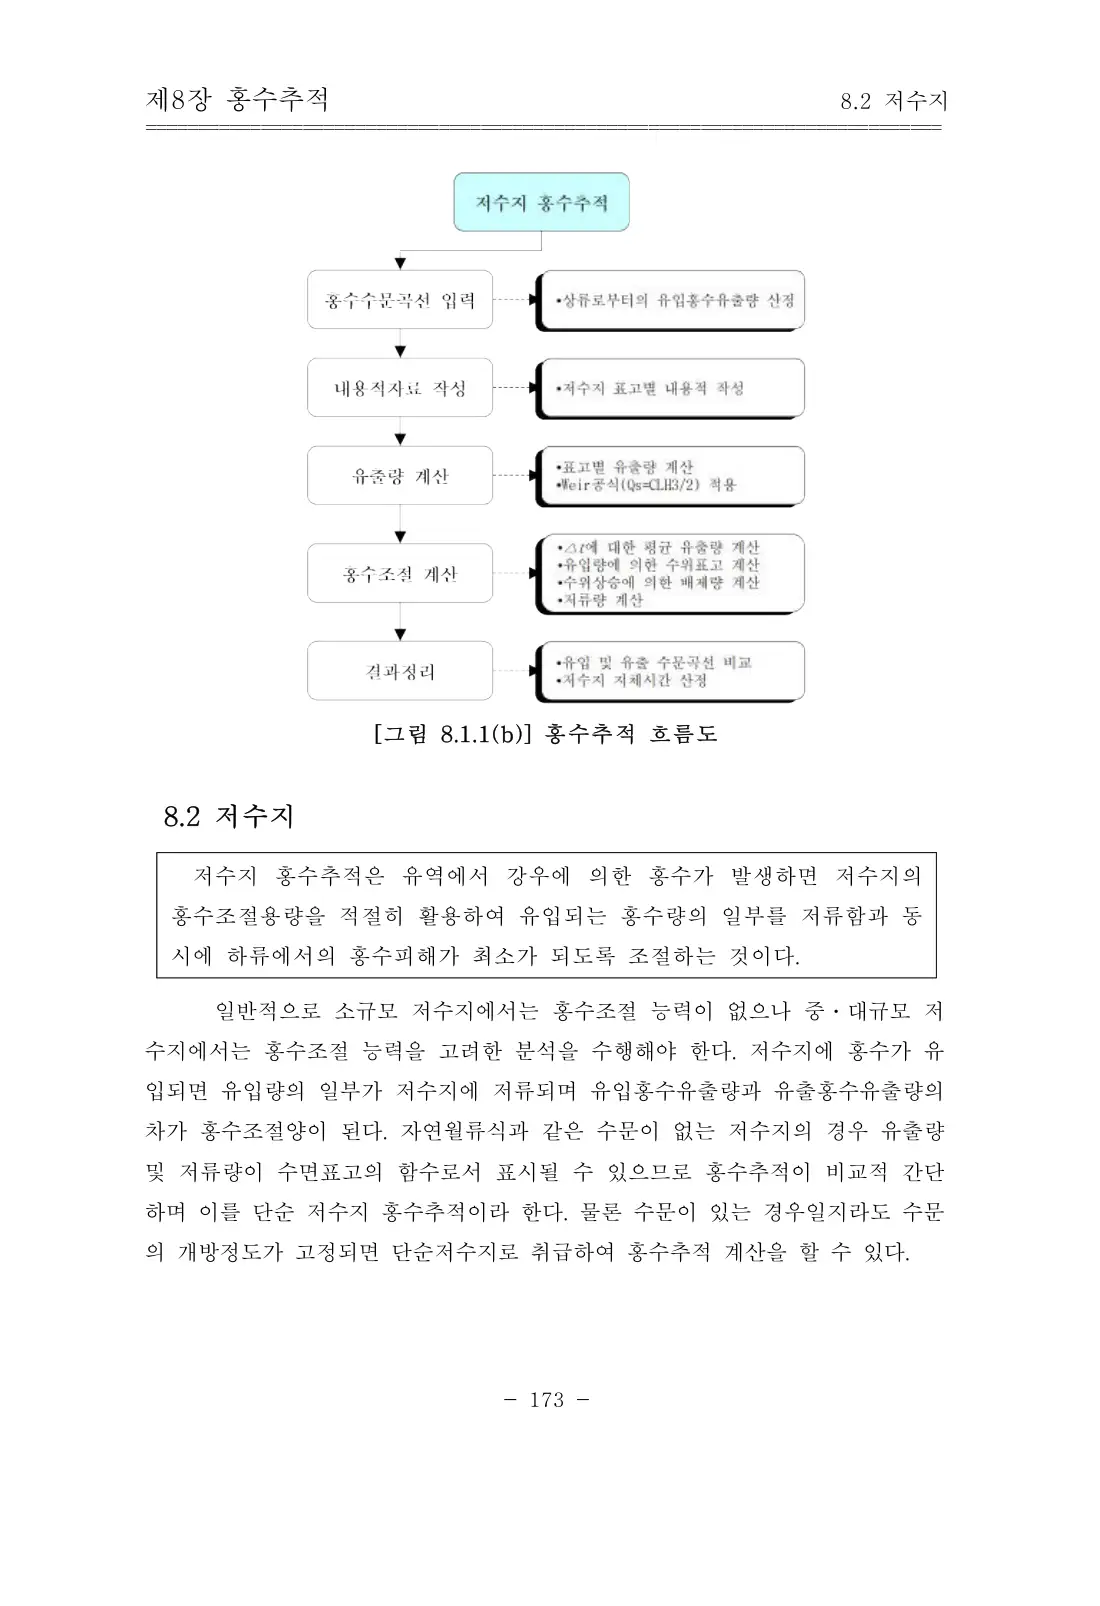 제8장 홍수추적
8.2 저수지
저수지 홍수추적
홍수수문곡선 입력
•상류로부터의 유입홍수유출량 산정
내용적자료 작성
•저수지 표고별 내용적 작성
유출량 계산
•표고별 유출량 계산
•Weir공식(Qs=CLH3/2) 적용
홍수조절 계산
•△t에 대한 평균 유출량 계산
•유입량에 의한 수위표고 계산
•수위상승에 의한 배제량 계산
•저류량 계산
결과정리
•유입 및 유출 수문곡선 비교
•저수지 지체시간 산정
[그림 8.1.1(b)] 홍수추적 흐름도
8.2 저수지
저수지 홍수추적은 유역에서 강우에 의한 홍수가 발생하면 저수지의
홍수조절용량을 적절히 활용하여 유입되는 홍수량의 일부를 저류함과 동
시에 하류에서의 홍수피해가 최소가 되도록 조절하는 것이다.
일반적으로 소규모 저수지에서는 홍수조절 능력이 없으나 중·대규모 저
수지에서는 홍수조절 능력을 고려한 분석을 수행해야 한다. 저수지에 홍수가 유
입되면 유입량의 일부가 저수지에 저류되며 유입홍수유출량과 유출홍수유출량의
차가 홍수조절양이 된다. 자연월류식과 같은 수문이 없는 저수지의 경우 유출량
및 저류량이 수면표고의 함수로서 표시될 수 있으므로 홍수추적이 비교적 간단
하며 이를 단순 저수지 홍수추적이라 한다. 물론 수문이 있는 경우일지라도 수문
의 개방정도가 고정되면 단순저수지로 취급하여 홍수추적 계산을 할 수 있다.
- 173 -